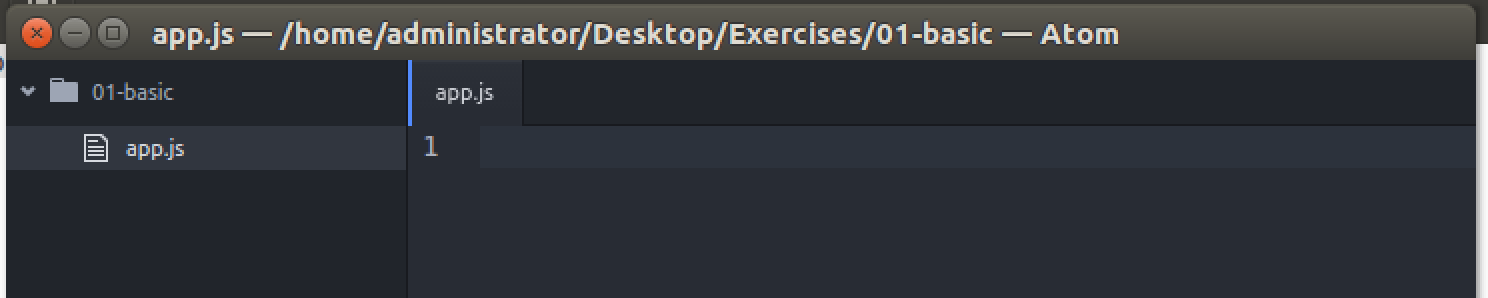 app.js — /home/administrator/Desktop/Exercises/01-basic — Atom
01-basic
app.js
app.js
1